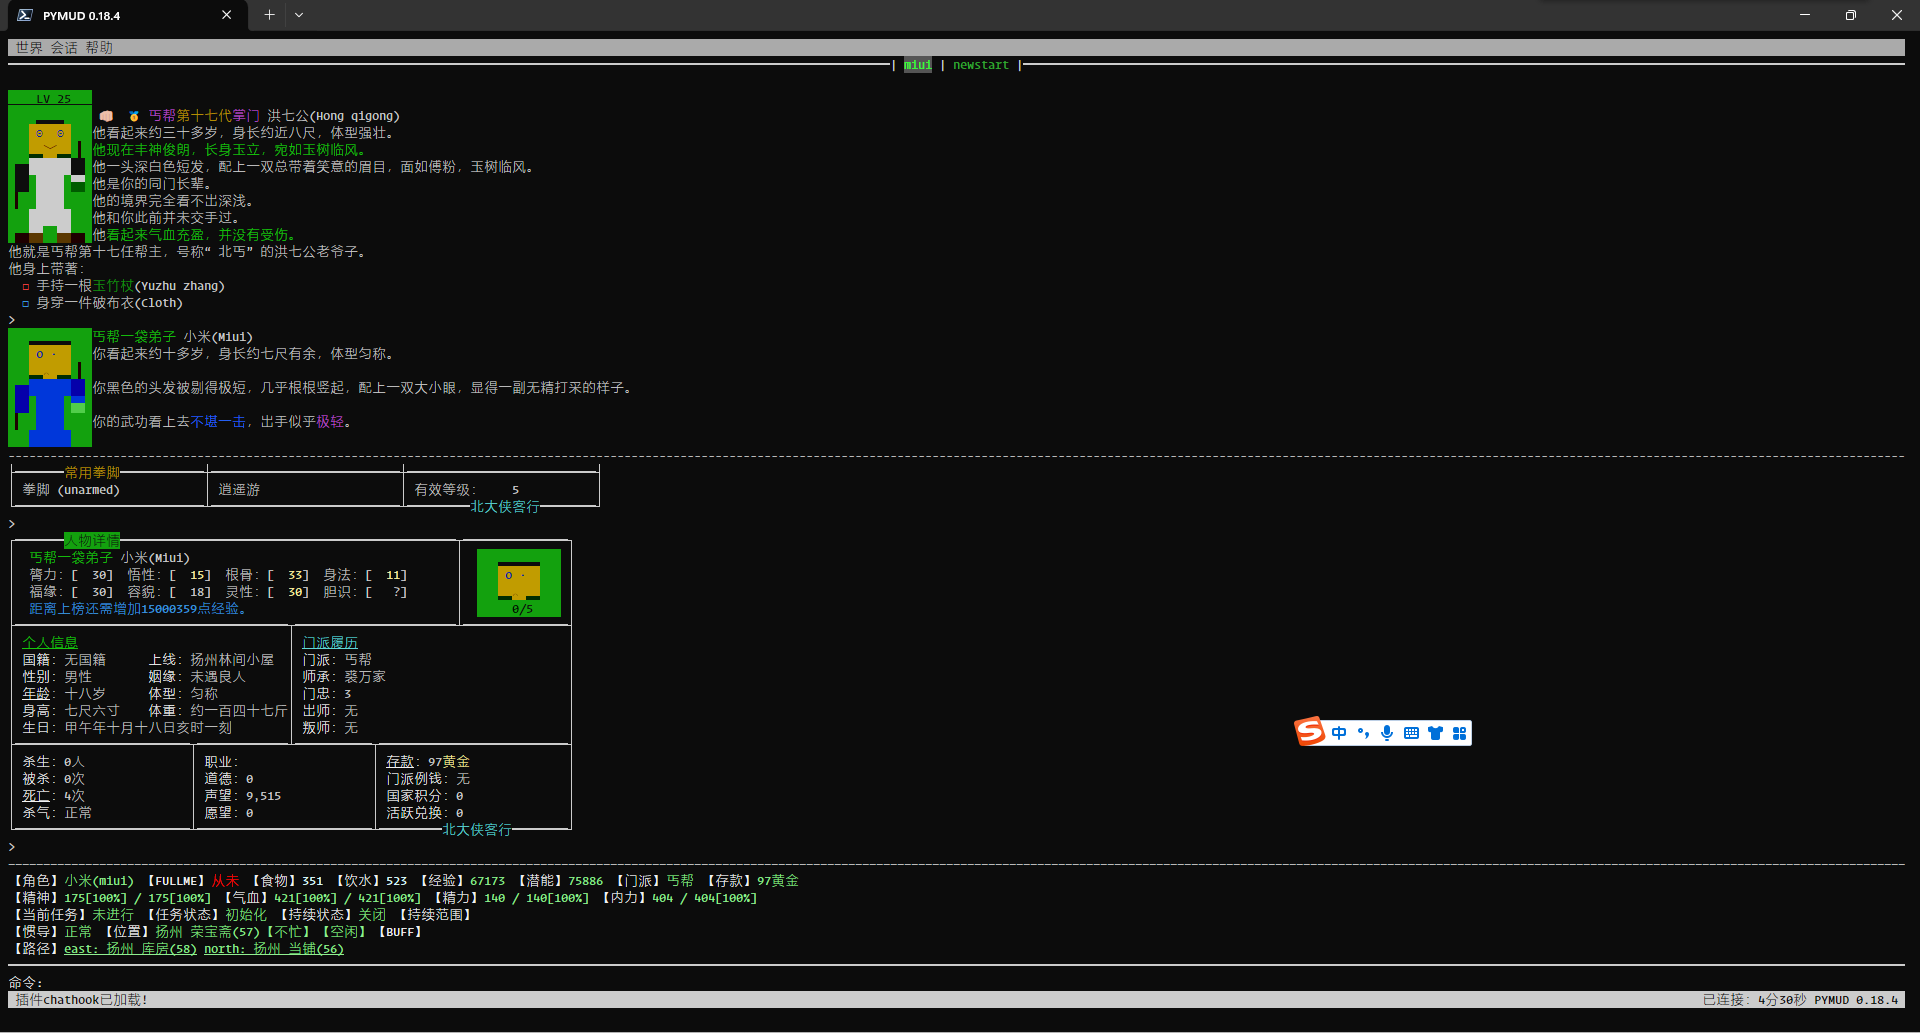 PYMUD 0.18.4
世界 会话 帮助
| miui | newstart |
LV 25
丐帮第十七代掌门 洪七公(Hong qigong)
他看起来约三十多岁，身长约近八尺，体型强壮。
他现在丰神俊朗，长身玉立，宛如玉树临风。
他一头深白色短发，配上一双总带着笑意的眉目，面如傅粉，玉树临风。
他是你的同门长辈。
他的境界完全看不出深浅。
他和你此前并未交手过。
他看起来气血充盈，并没有受伤。
他就是丐帮第十七任帮主，号称“ 北丐” 的洪七公老爷子。
他身上带著：
□ 手持一根玉竹杖(Yuzhu zhang)
□ 身穿一件破布衣(Cloth)
>
丐帮一袋弟子 小米(Miui)
你看起来约十多岁，身长约七尺有余，体型匀称。
你黑色的头发被剔得极短，几乎根根竖起，配上一双大小眼，显得一副无精打采的样子。
你的武功看上去不堪一击，出手似乎极轻。
常用拳脚
拳脚 (unarmed) 逍遥游 有效等级： 5
北大侠客行
>
人物详情
丐帮一袋弟子 小米(Miui)
膂力：[ 30] 悟性：[ 15] 根骨：[ 33] 身法：[ 11]
福缘：[ 30] 容貌：[ 18] 灵性：[ 30] 胆识：[ ?]
距离上榜还需增加15000359点经验。
0/5
个人信息 门派履历
国籍：无国籍 上线：扬州林间小屋 门派：丐帮
性别：男性 姻缘：未遇良人 师承：裘万家
年龄：十八岁 体型：匀称 门忠：3
身高：七尺六寸 体重：约一百四十七斤 出师：无
生日：甲午年十月十八日亥时一刻 叛师：无
杀生：0人 职业： 存款：97黄金
被杀：0次 道德：0 门派例钱：无
死亡：4次 声望：9,515 国家积分：0
杀气：正常 愿望：0 活跃兑换：0
北大侠客行
>
【角色】小米(miui) 【FULLME】从未 【食物】351 【饮水】523 【经验】67173 【潜能】75886 【门派】丐帮 【存款】97黄金
【精神】175[100%] / 175[100%] 【气血】421[100%] / 421[100%] 【精力】140 / 140[100%] 【内力】404 / 404[100%]
【当前任务】未进行 【任务状态】初始化 【持续状态】关闭 【持续范围】
【惯导】正常 【位置】扬州 荣宝斋(57)【不忙】【空闲】 【BUFF】
【路径】east: 扬州 库房(58) north: 扬州 当铺(56)
命令:
插件chathook已加载! 已连接：4分30秒 PYMUD 0.18.4
中